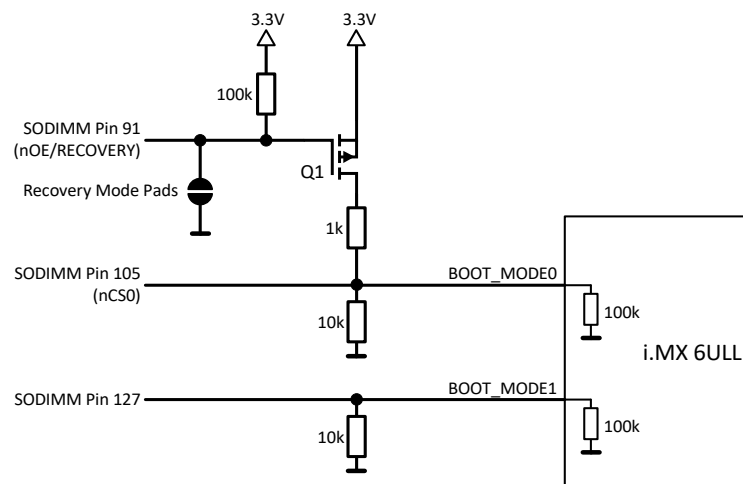 3.3V 3.3V
100k
SODIMM Pin 91
(nOE/RECOVERY)
Q1
Recovery Mode Pads
1k
SODIMM Pin 105
(nCS0)
BOOT_MODE0
10k
100k
i.MX 6ULL
SODIMM Pin 127
BOOT_MODE1
10k
100k